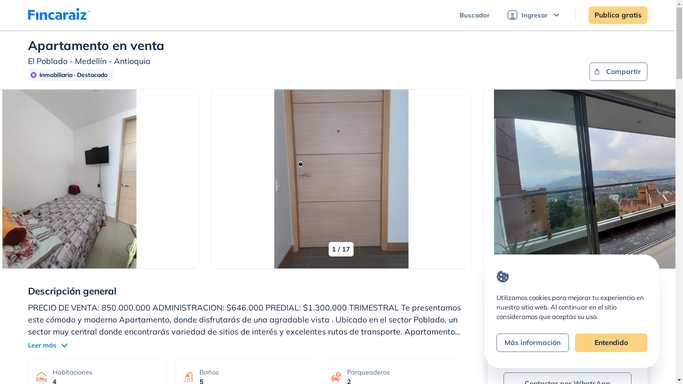 Fincaraiz
Buscador
Ingresar
Publica gratis
Apartamento en venta
El Poblado - Medellín - Antioquia
Inmobiliaria · Destacado
Compartir
1 / 17
Descripción general
PRECIO DE VENTA: 850.000.000 ADMINISTRACION: $646.000 PREDIAL: $1.300.000 TRIMESTRAL Te presentamos
este cómodo y moderno Apartamento, donde disfrutarás de una agradable vista . Ubicado en el sector Poblado, un
sector muy central donde encontrarás variedad de sitios de interés y excelentes rutas de transporte. Apartamento...
Leer más
Habitaciones
4
Baños
5
Parqueaderos
2
Utilizamos cookies para mejorar tu experiencia en
nuestro sitio web. Al continuar en el sitio
consideramos que aceptas su uso.
Más información
Entendido
Contactar por WhatsApp